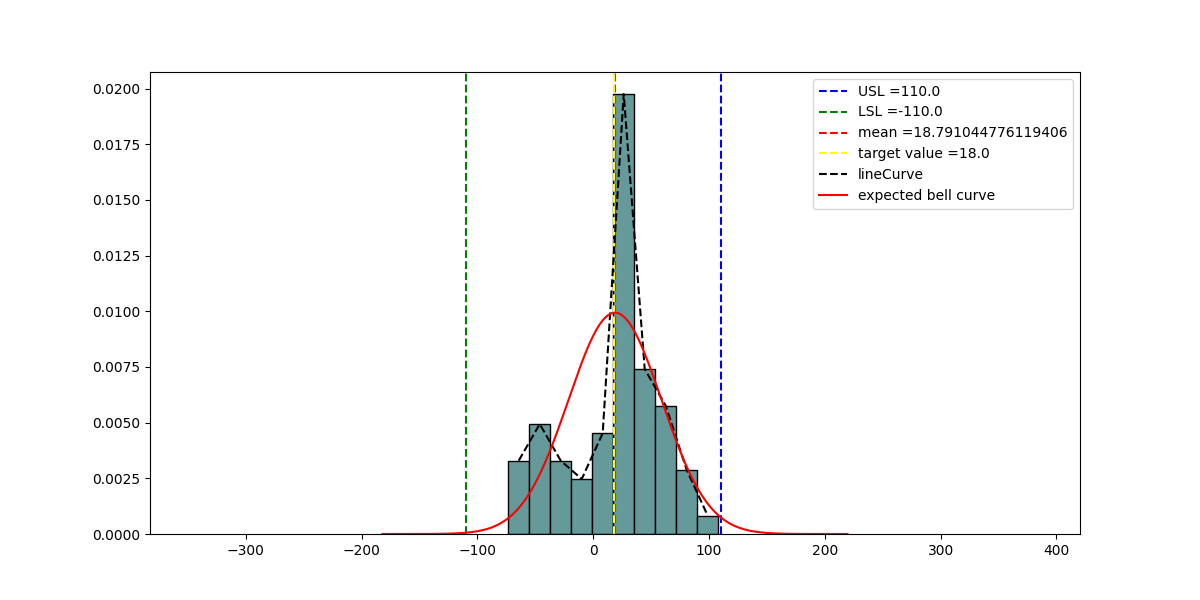 USL =110.0
LSL =-110.0
mean =18.791044776119406
target value =18.0
lineCurve
expected bell curve
0.0200
0.0175
0.0150
0.0125
0.0100
0.0075
0.0050
0.0025
0.0000
−300
−200
−100
0
100
200
300
400